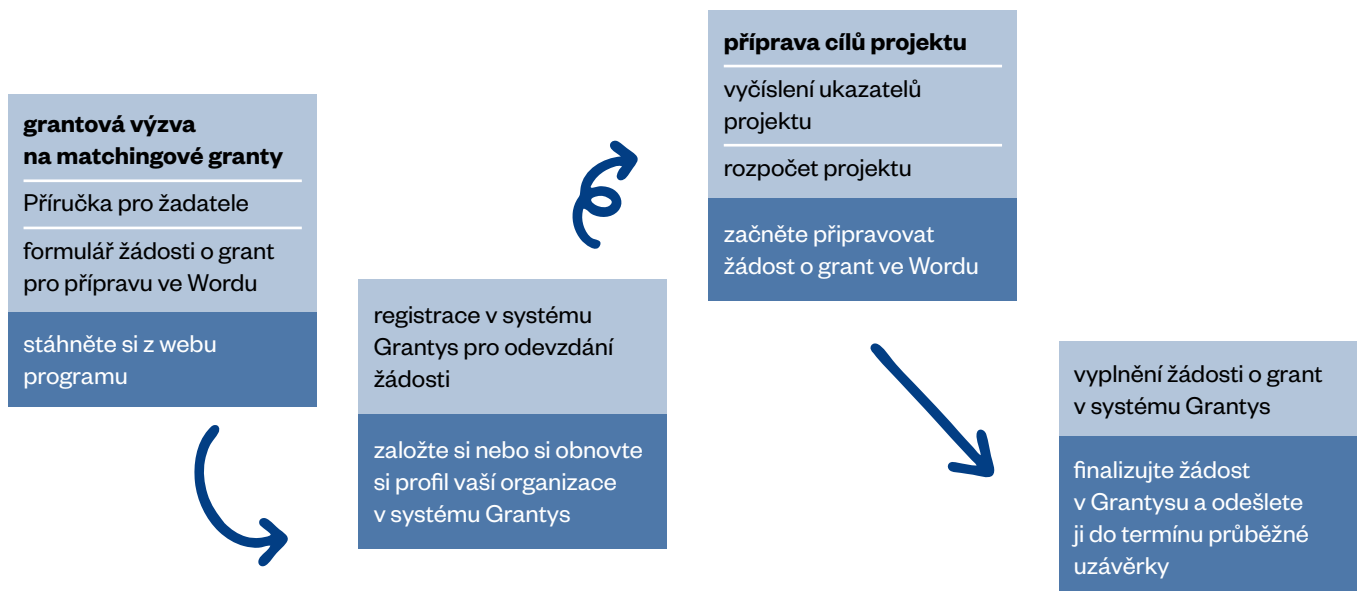 grantová výzva
na matchingové granty
Příručka pro žadatele
formulář žádosti o grant
pro přípravu ve Wordu
stáhněte si z webu
programu
registrace v systému
Grantys pro odevzdání
žádosti
založte si nebo si obnovte
si profil vaší organizace
v systému Grantys
příprava cílů projektu
vyčíslení ukazatelů
projektu
rozpočet projektu
začněte připravovat
žádost o grant ve Wordu
vyplnění žádosti o grant
v systému Grantys
finalizujte žádost
v Grantysu a odešlete
ji do termínu průběžné
uzávěrky